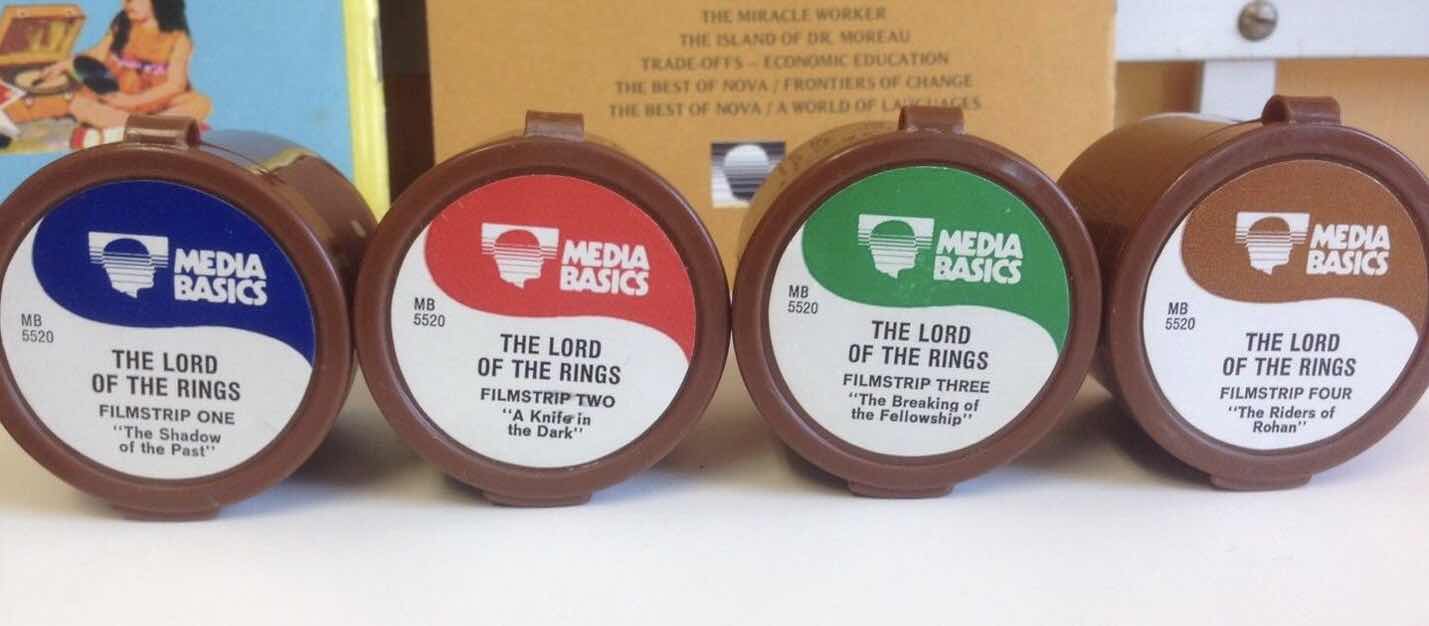 THE MIRACLE WORKER
THE ISLAND OF DR. MOREAU
TRADE-OFFS – ECONOMIC EDUCATION
THE BEST OF NOVA / FRONTIERS OF CHANGE
THE BEST OF NOVA / A WORLD OF LANGUAGES
MEDIA
BASICS
MB
5520
THE LORD
OF THE RINGS
FILMSTRIP ONE
"The Shadow
of the Past"
MEDIA
BASICS
MB
5520
THE LORD
OF THE RINGS
FILMSTRIP TWO
"A Knife in
the Dark"
MEDIA
BASICS
MB
5520
THE LORD
OF THE RINGS
FILMSTRIP THREE
"The Breaking of
the Fellowship"
MEDIA
BASICS
MB
5520
THE LORD
OF THE RINGS
FILMSTRIP FOUR
"The Riders of
Rohan"